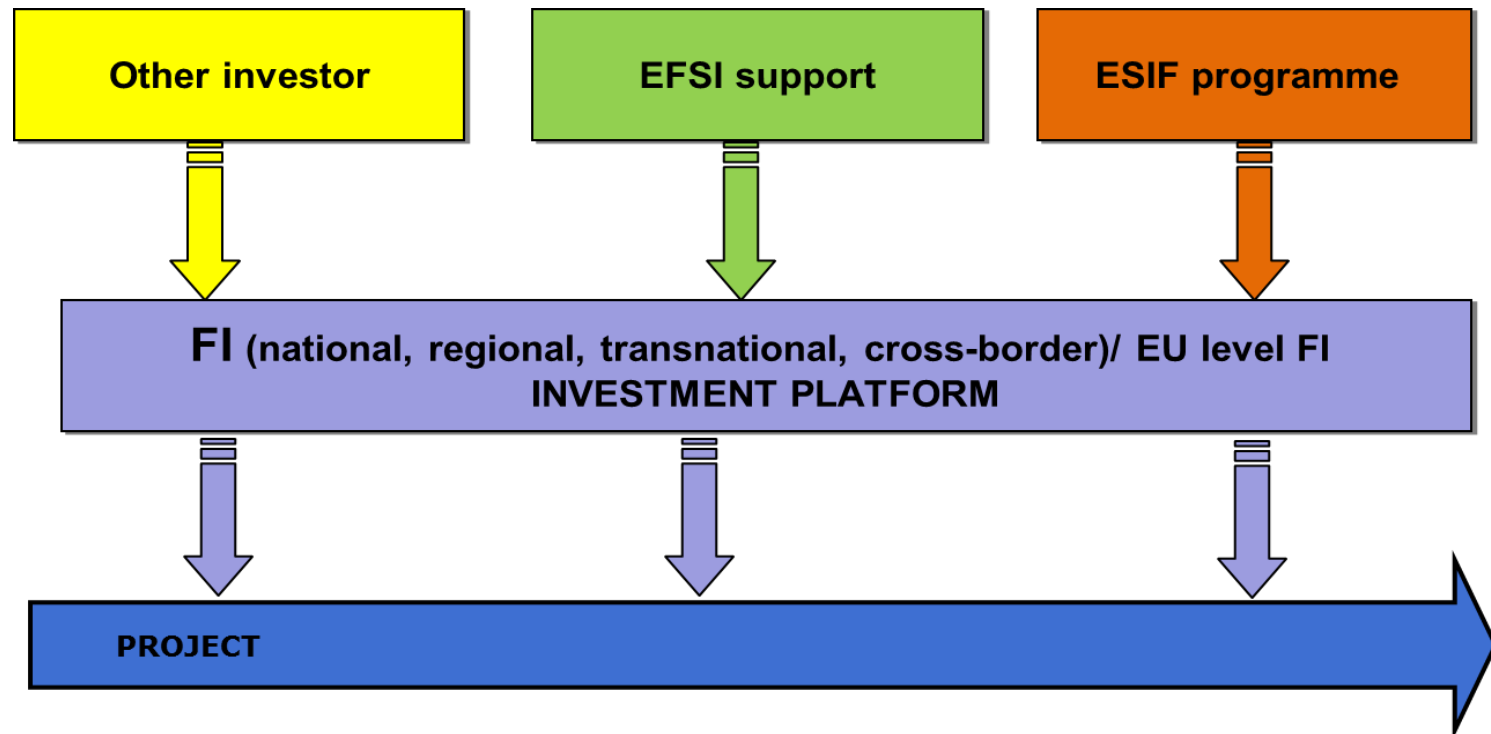 Other investor
EFSI support
ESIF programme
FI (national, regional, transnational, cross-border)/ EU level FI
INVESTMENT PLATFORM
PROJECT